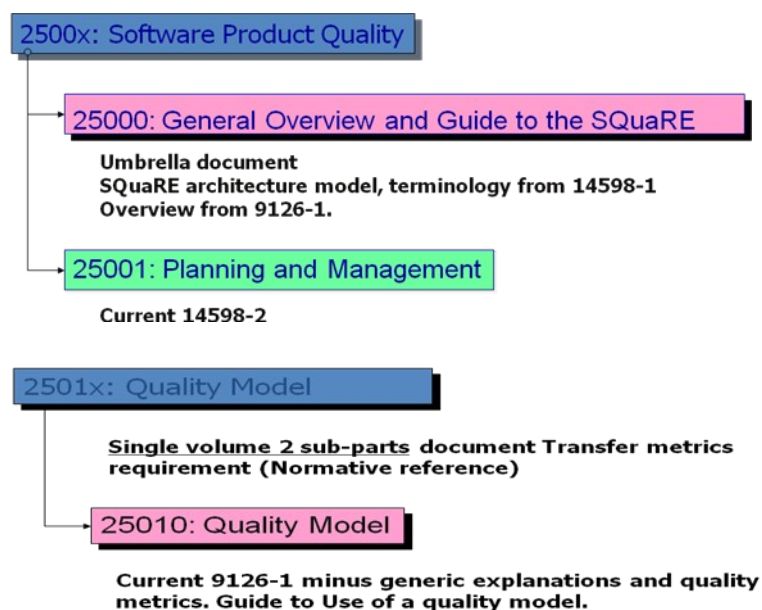 2500x: Software Product Quality
25000: General Overview and Guide to the SQuaRE
Umbrella document
SQuaRE architecture model, terminology from 14598-1
Overview from 9126-1.
25001: Planning and Management
Current 14598-2
2501x: Quality Model
Single volume 2 sub-parts document Transfer metrics
requirement (Normative reference)
25010: Quality Model
Current 9126-1 minus generic explanations and quality
metrics. Guide to Use of a quality model.